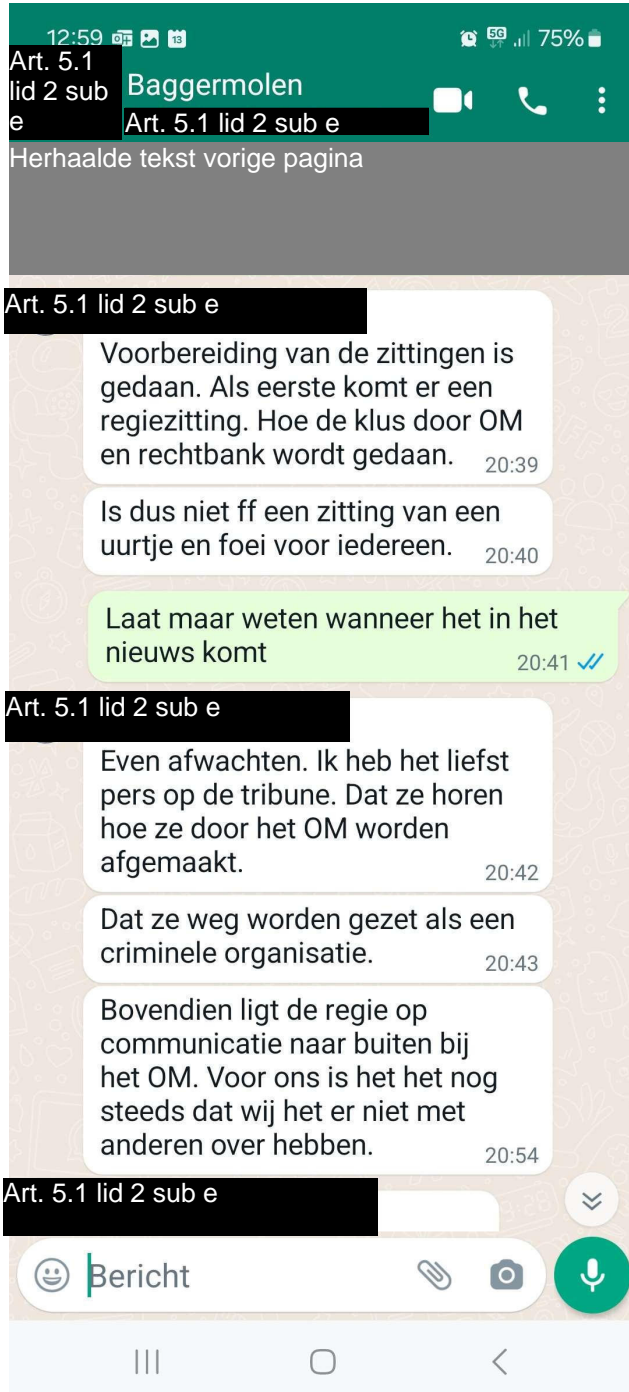 12:59
5G 75%
13
Art. 5.1
lid 2 sub
e
Baggermolen
Art. 5.1 lid 2 sub e
Herhaalde tekst vorige pagina
Art. 5.1 lid 2 sub e
Voorbereiding van de zittingen is
gedaan. Als eerste komt er een
regiezitting. Hoe de klus door OM
en rechtbank wordt gedaan. 20:39
Is dus niet ff een zitting van een
uurtje en foei voor iedereen. 20:40
Laat maar weten wanneer het in het
nieuws komt 20:41
Art. 5.1 lid 2 sub e
Even afwachten. Ik heb het liefst
pers op de tribune. Dat ze horen
hoe ze door het OM worden
afgemaakt. 20:42
Dat ze weg worden gezet als een
criminele organisatie. 20:43
Bovendien ligt de regie op
communicatie naar buiten bij
het OM. Voor ons is het het nog
steeds dat wij het er niet met
anderen over hebben. 20:54
Art. 5.1 lid 2 sub e
Bericht